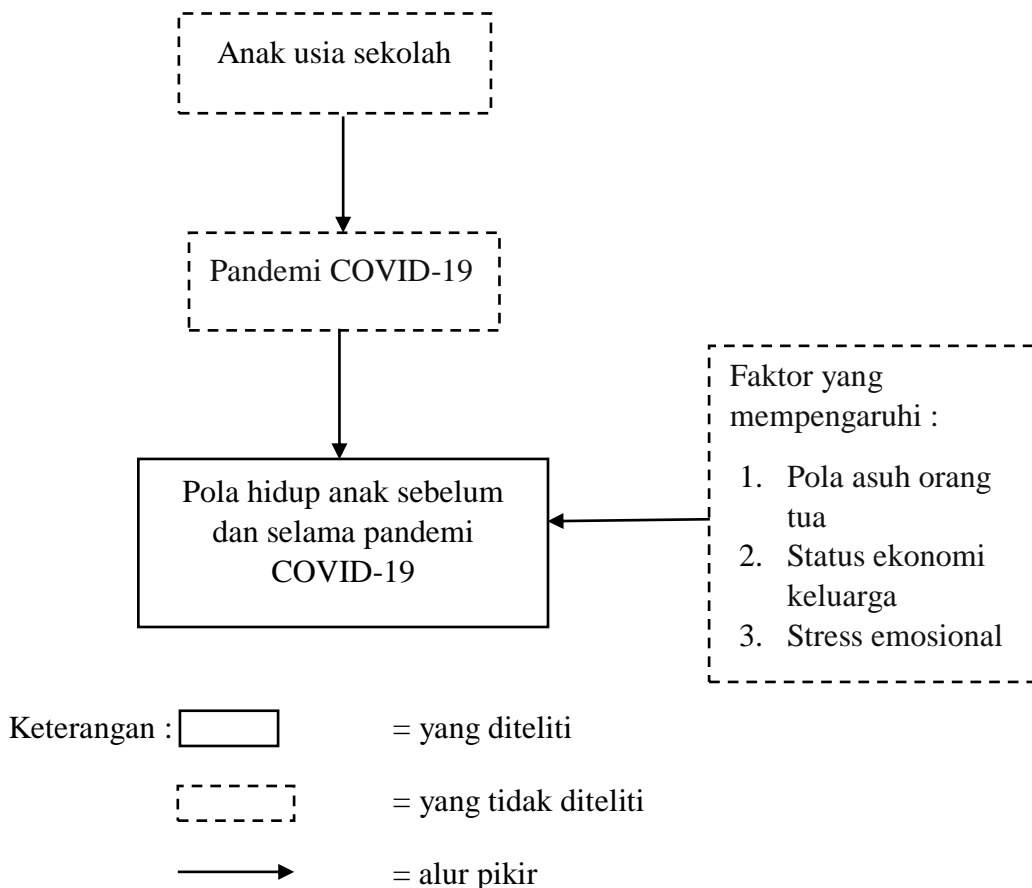 Anak usia sekolah
Pandemi COVID-19
Pola hidup anak sebelum
dan selama pandemi
COVID-19
Faktor yang
mempengaruhi :
1. Pola asuh orang
tua
2. Status ekonomi
keluarga
3. Stress emosional
Keterangan :
= yang diteliti
= yang tidak diteliti
= alur pikir